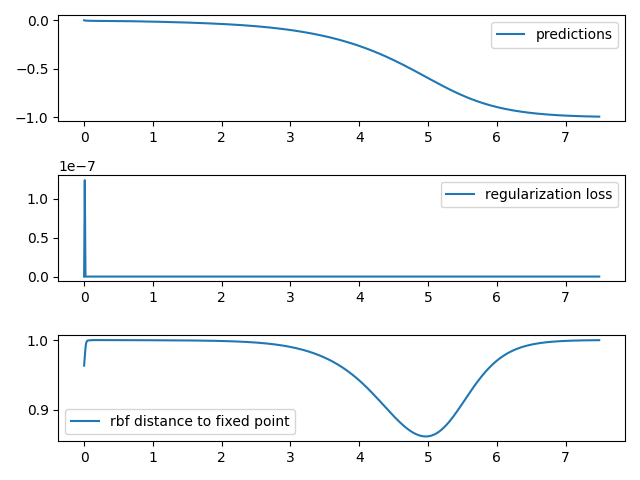 0.0
−0.5
−1.0
predictions
0 1 2 3 4 5 6 7
1e−7
1.0
0.5
0.0
regularization loss
0 1 2 3 4 5 6 7
1.0
0.9
rbf distance to fixed point
0 1 2 3 4 5 6 7